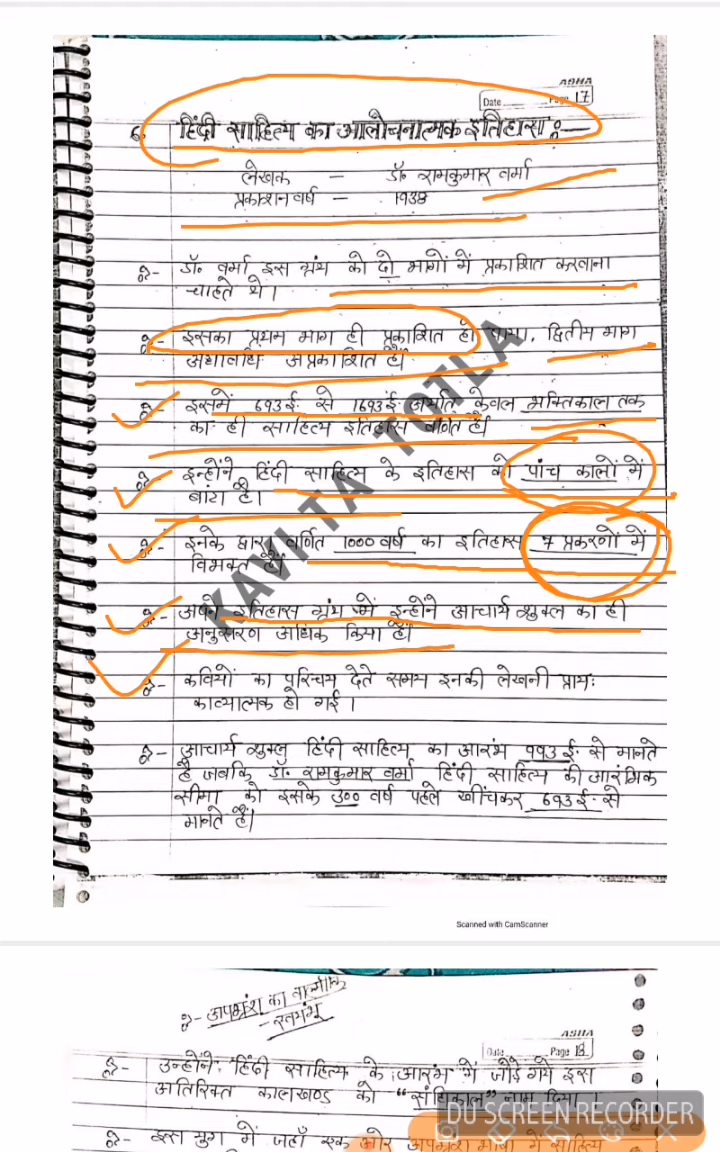 ABHA
Date Page 17
6. हिंदी साहित्य का आलोचनात्मक इतिहास :-
लेखक - डॉ॰ रामकुमार वर्मा
प्रकाशन वर्ष - 1938
डॉ॰ वर्मा इस ग्रंथ को दो भागों में प्रकाशित करवाना
चाहते थे।
इसका प्रथम भाग ही प्रकाशित हो पाया, द्वितीय भाग
अद्यावधि अप्रकाशित है।
इसमें 693ई॰ से 1693ई॰ अर्थात् केवल भक्तिकाल तक
का ही साहित्य इतिहास वर्णित है।
इन्होंने हिंदी साहित्य के इतिहास को पांच कालों में
बाटा है।
इनके द्वारा वर्णित 1000 वर्ष का इतिहास 7 प्रकरणों में
विभक्त है।
अपने इतिहास ग्रंथ में इन्होंने आचार्य शुक्ल का ही
अनुसरण अधिक किया है।
कवियों का परिचय देते समय इनकी लेखनी प्रायः
काव्यात्मक हो गई।
आचार्य शुक्ल हिंदी साहित्य का आरंभ 993ई॰ से मानते
है जबकि डॉ॰ रामकुमार वर्मा हिंदी साहित्य की आरंभिक
सीमा को इसके 300 वर्ष पहले खींचकर 693ई॰ से
मानते है।
KAVITA TOTLA
Scanned with CamScanner
:- अपभ्रंश का वाल्मीकि
- स्वयंभू
ABHA
Date Page 18
उन्होंने हिंदी साहित्य के आरंभ में जोड़े गये इस
अतिरिक्त कालखण्ड को "संधिकाल" नाम दिया।
DU SCREEN RECORDER
इस युग में जहाँ एक ओर अपभ्रंश भाषा में साहित्य